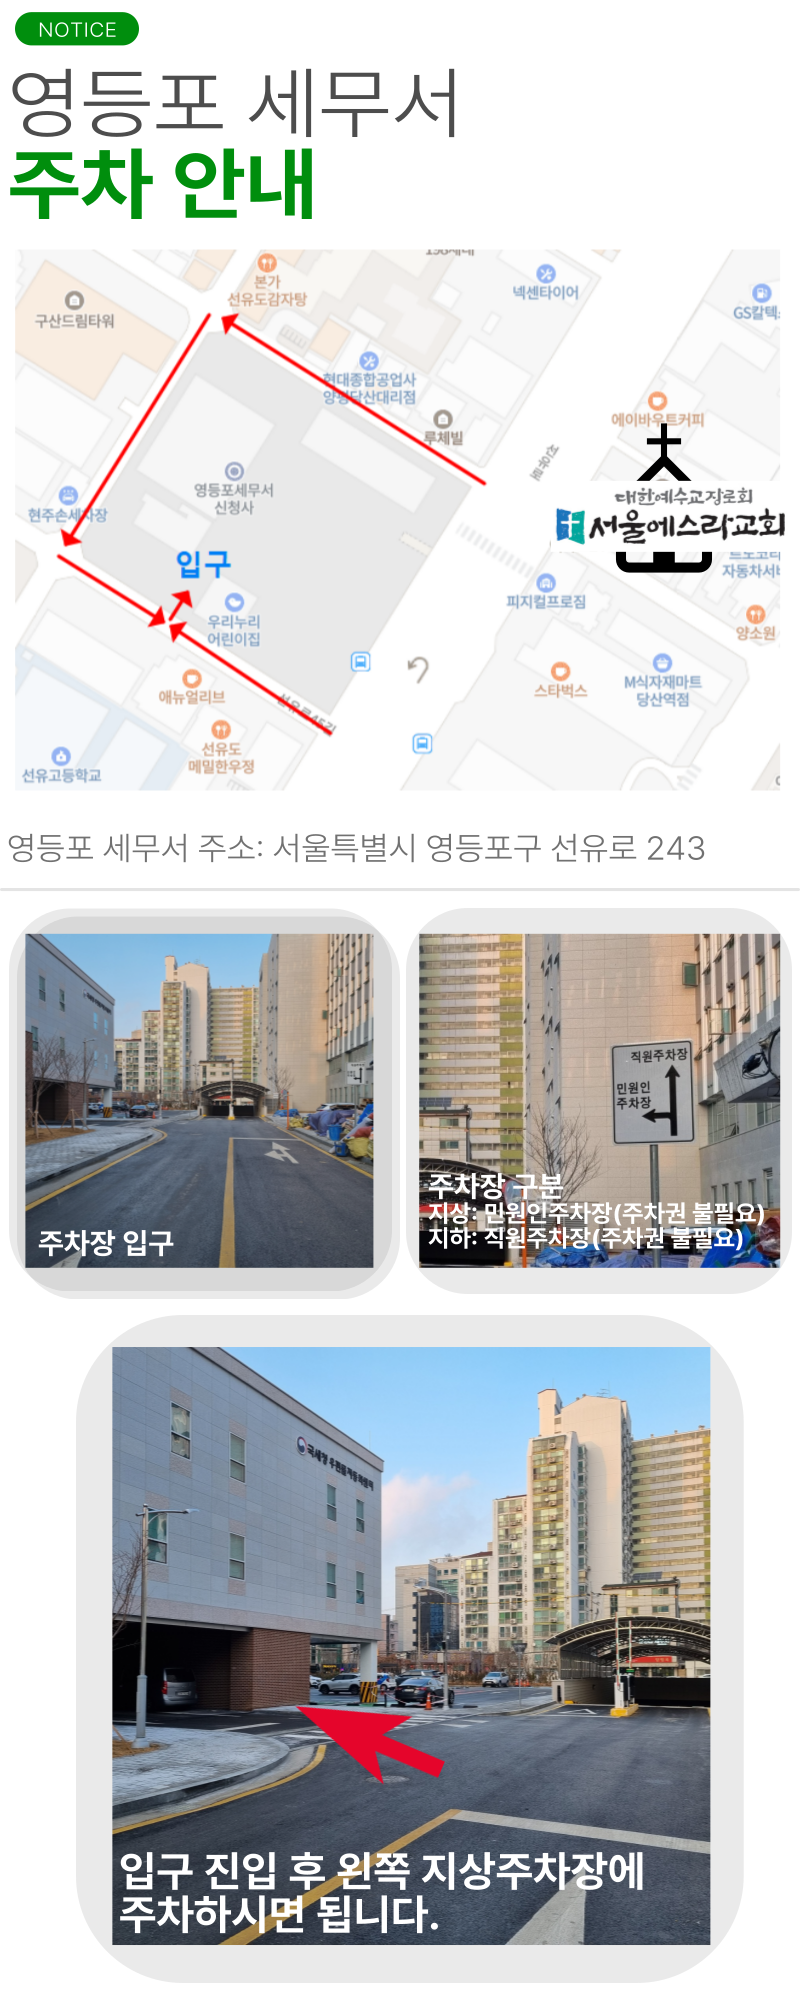 NOTICE
영등포 세무서
주차 안내
본가
선유도감자탕
구산드림타워
넥센타이어
GS칼텍
현대종합공업사
양평당산대리점
루체빌
에이바우트커피
선유로
영등포세무서
신청사
현주손세차장
대한예수교장로회
서울에스라교회
자동차서비
입구
피지컬프로짐
우리누리
어린이집
양소원
애뉴얼리브
스타벅스
M식자재마트
당산역점
선유로45길
선유도
메밀한우정
선유고등학교
영등포 세무서 주소: 서울특별시 영등포구 선유로 243
주차장 입구
직원주차장
민원인
주차장
주차장 구분
지상: 민원인주차장(주차권 불필요)
지하: 직원주차장(주차권 불필요)
입구 진입 후 왼쪽 지상주차장에
주차하시면 됩니다.